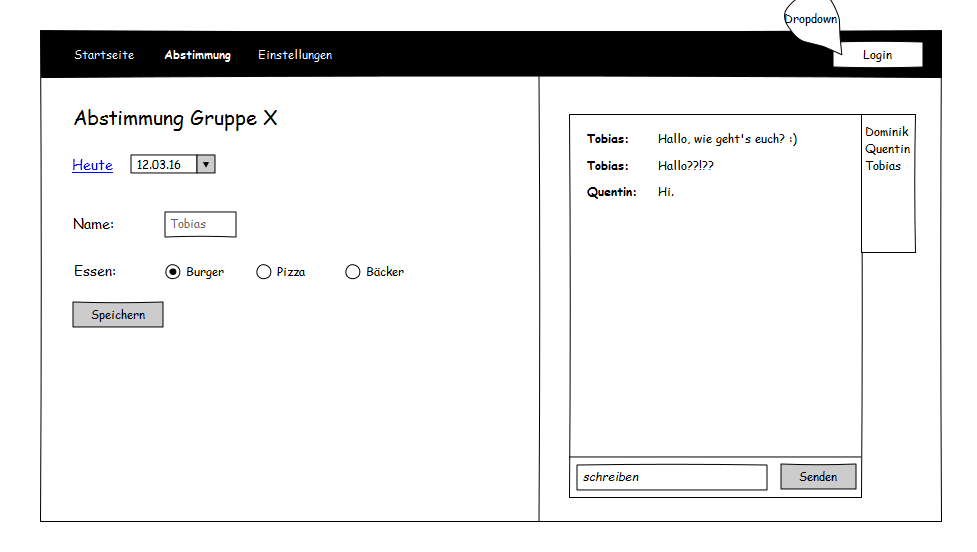 Dropdown
Startseite Abstimmung Einstellungen Login
Abstimmung Gruppe X
Heute 12.03.16
Name: Tobias
Essen: Burger Pizza Bäcker
Speichern
Tobias: Hallo, wie geht's euch? :)
Tobias: Hallo??!??
Quentin: Hi.
schreiben Senden
Dominik
Quentin
Tobias